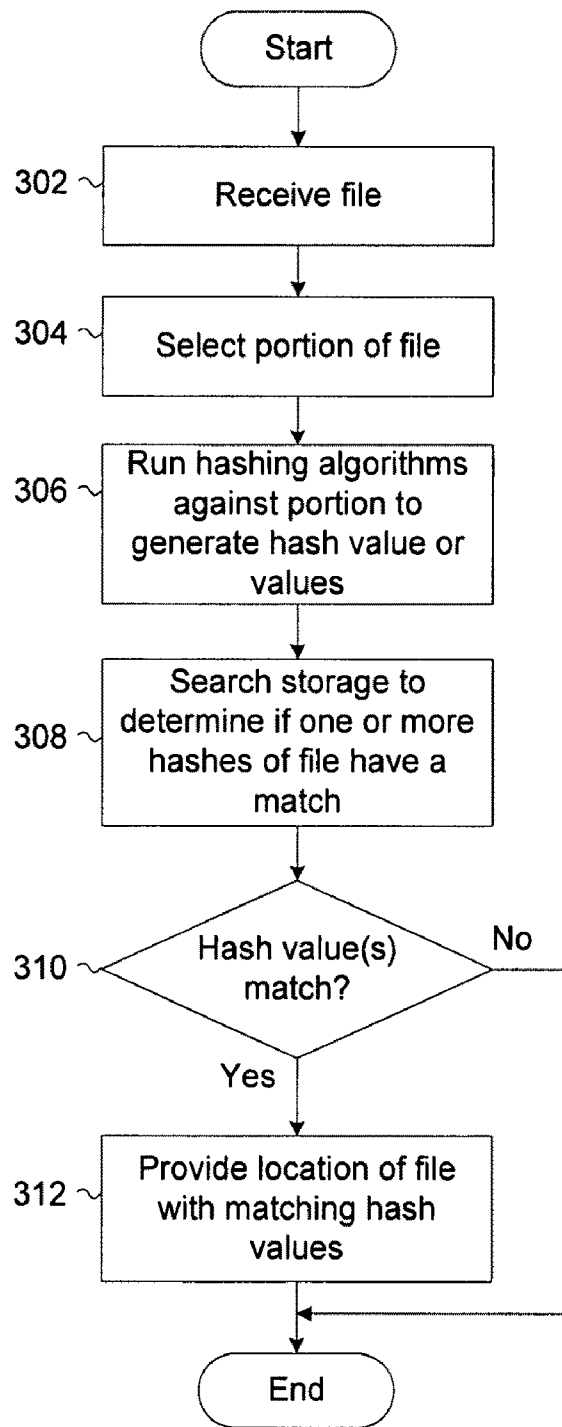 Start
302
Receive file
304
Select portion of file
306
Run hashing algorithms
against portion to
generate hash value or
values
308
Search storage to
determine if one or more
hashes of file have a
match
310
Hash value(s)
match?
No
Yes
312
Provide location of file
with matching hash
values
End